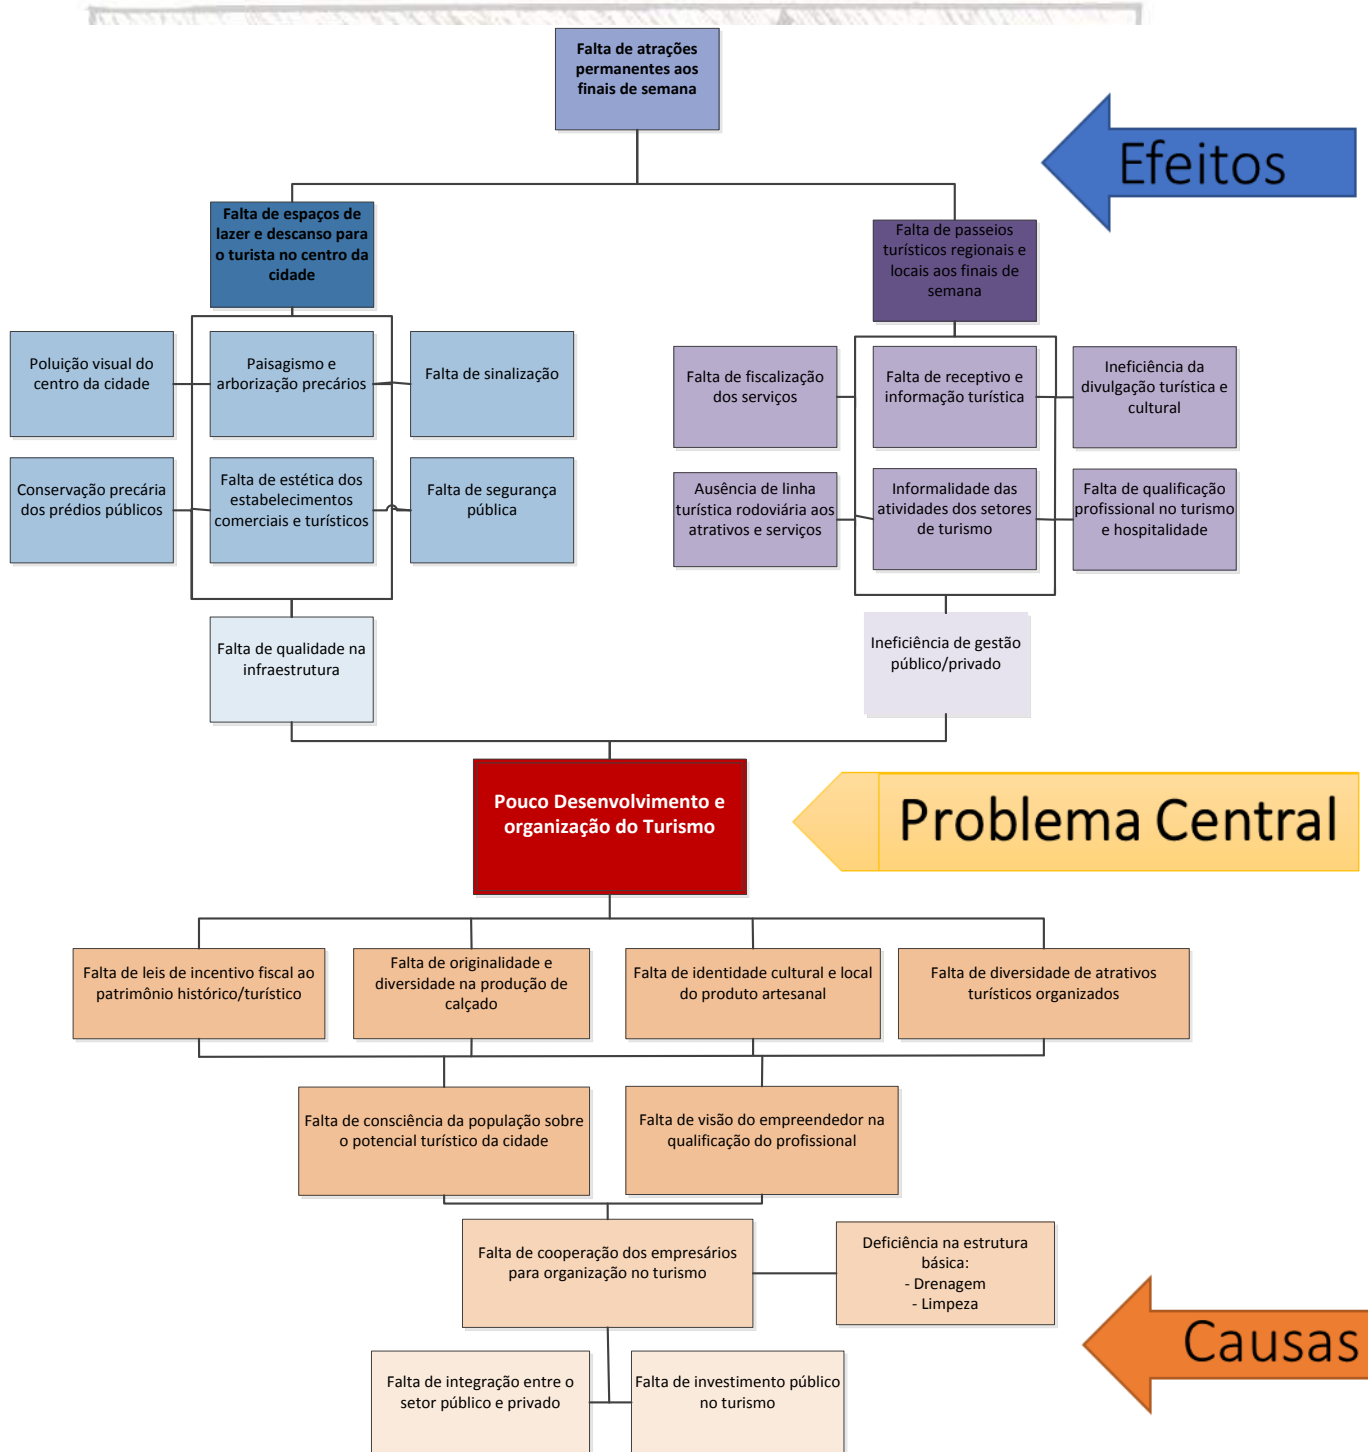 Falta de atrações
permanentes aos
finais de semana
Efeitos
Falta de espaços de
lazer e descanso para
o turista no centro da
cidade
Falta de passeios
turísticos regionais e
locais aos finais de
semana
Poluição visual do
centro da cidade
Paisagismo e
arborização precários
Falta de sinalização
Falta de fiscalização
dos serviços
Falta de receptivo e
informação turística
Ineficiência da
divulgação turística e
cultural
Conservação precária
dos prédios públicos
Falta de estética dos
estabelecimentos
comerciais e turísticos
Falta de segurança
pública
Ausência de linha
turística rodoviária aos
atrativos e serviços
Informalidade das
atividades dos setores
de turismo
Falta de qualificação
profissional no turismo
e hospitalidade
Falta de qualidade na
infraestrutura
Ineficiência de gestão
público/privado
Pouco Desenvolvimento e
organização do Turismo
Problema Central
Falta de leis de incentivo fiscal ao
patrimônio histórico/turístico
Falta de originalidade e
diversidade na produção de
calçado
Falta de identidade cultural e local
do produto artesanal
Falta de diversidade de atrativos
turísticos organizados
Falta de consciência da população sobre
o potencial turístico da cidade
Falta de visão do empreendedor na
qualificação do profissional
Falta de cooperação dos empresários
para organização no turismo
Deficiência na estrutura
básica:
- Drenagem
- Limpeza
Causas
Falta de integração entre o
setor público e privado
Falta de investimento público
no turismo